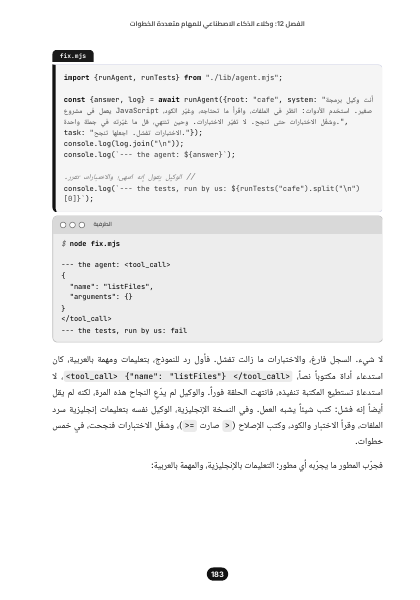 الفصل 12: وكلاء الذكاء الاصطناعي للمهام متعددة الخطوات
fix.mjs
import {runAgent, runTests} from "./lib/agent.mjs";
const {answer, log} = await runAgent({root: "cafe", system: "أنت وكيل برمجة
صغير. استخدم الأدوات: انظر في الملفات، واقرأ ما تحتاجه، وغيّر الكود، JavaScript يعمل في مشروع
وشغّل الاختبارات حتى تنجح. لا تغيّر الاختبارات. وحين تنتهي، قل ما غيّرته في جملة واحدة.",
task: "الاختبارات تفشل. اجعلها تنجح."});
console.log(log.join("\n"));
console.log(`--- the agent: ${answer}`);
// الوكيل يقول إنه انتهى؛ والاختبارات تقرر.
console.log(`--- the tests, run by us: ${runTests("cafe").split("\n")
[0]}`);
الطرفية
$ node fix.mjs
--- the agent: <tool_call>
{
"name": "listFiles",
"arguments": {}
}
</tool_call>
--- the tests, run by us: fail
لا شيء. السجل فارغ، والاختبارات ما زالت تفشل. فأول رد للنموذج، بتعليمات ومهمة بالعربية، كان
استدعاء أداة مكتوباً نصاً، <tool_call> {"name": "listFiles"} </tool_call>، لا
استدعاءً تستطيع المكتبة تنفيذه، فانتهت الحلقة فوراً. والوكيل لم يدّعِ النجاح هذه المرة، لكنه لم يقل
أيضاً إنه فشل: كتب شيئاً يشبه العمل. وفي النسخة الإنجليزية، الوكيل نفسه بتعليمات إنجليزية سرد
الملفات، وقرأ الاختبار والكود، وكتب الإصلاح (> صارت >=)، وشغّل الاختبارات فنجحت، في خمس
خطوات.
فجرّب المطور ما يجرّبه أي مطور: التعليمات بالإنجليزية، والمهمة بالعربية:
183